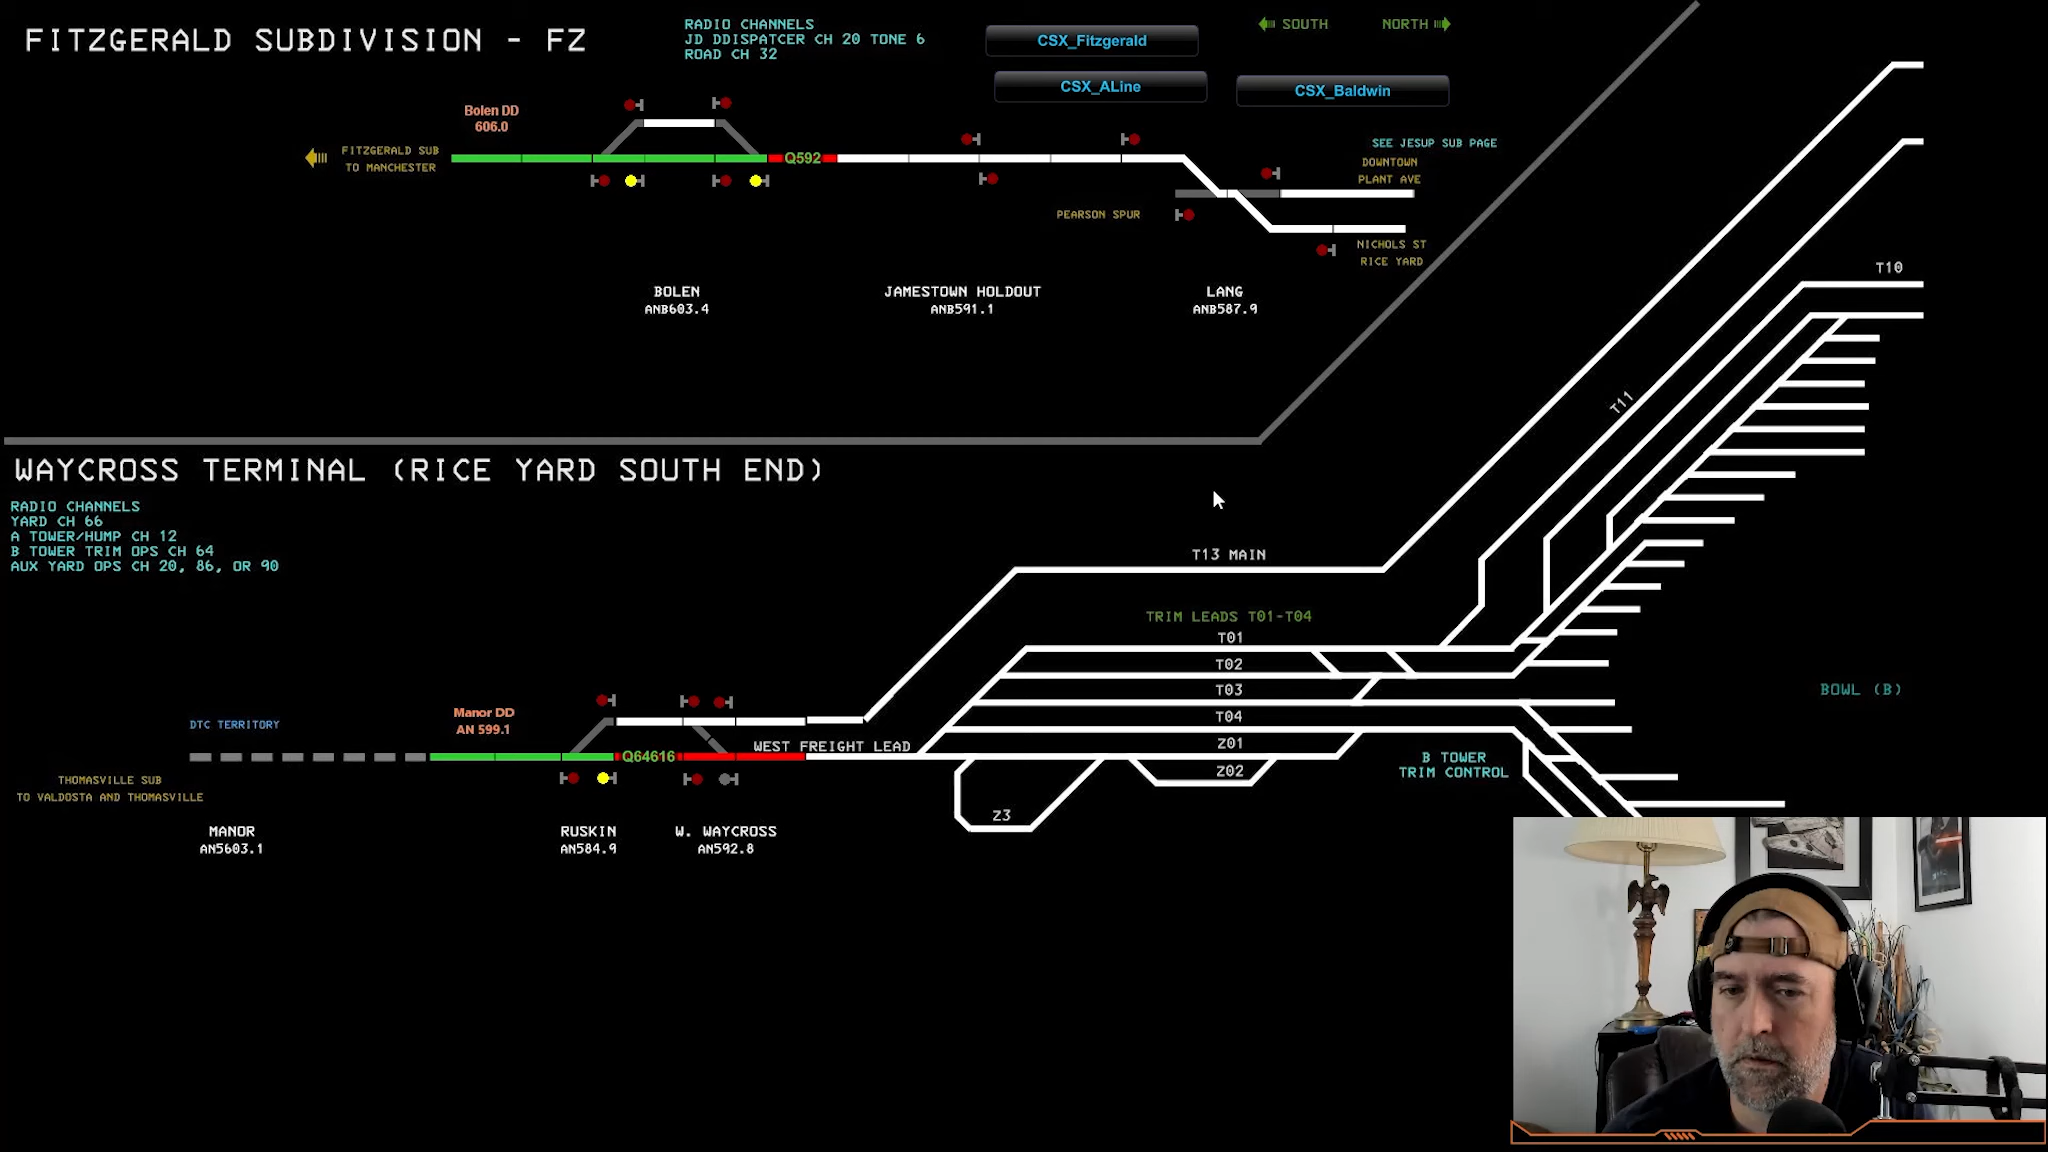 FITZGERALD SUBDIVISION - FZ
RADIO CHANNELS
JD DDISPATCER CH 20 TONE 6
ROAD CH 32
CSX_Fitzgerald
CSX_ALine
CSX_Baldwin
SOUTH
NORTH
Bolen DD
606.0
FITZGERALD SUB
TO MANCHESTER
Q592
SEE JESUP SUB PAGE
DOWNTOWN
PLANT AVE
PEARSON SPUR
NICHOLS ST
RICE YARD
BOLEN
ANB603.4
JAMESTOWN HOLDOUT
ANB591.1
LANG
ANB587.9
T10
T11
WAYCROSS TERMINAL (RICE YARD SOUTH END)
RADIO CHANNELS
YARD CH 66
A TOWER/HUMP CH 12
B TOWER TRIM OPS CH 64
AUX YARD OPS CH 20, 86, OR 90
T13 MAIN
TRIM LEADS T01-T04
T01
T02
T03
T04
Z01
Z02
Z3
BOWL (B)
B TOWER
TRIM CONTROL
DTC TERRITORY
Manor DD
AN 599.1
Q64616
WEST FREIGHT LEAD
THOMASVILLE SUB
TO VALDOSTA AND THOMASVILLE
MANOR
AN5603.1
RUSKIN
AN584.9
W. WAYCROSS
AN592.8